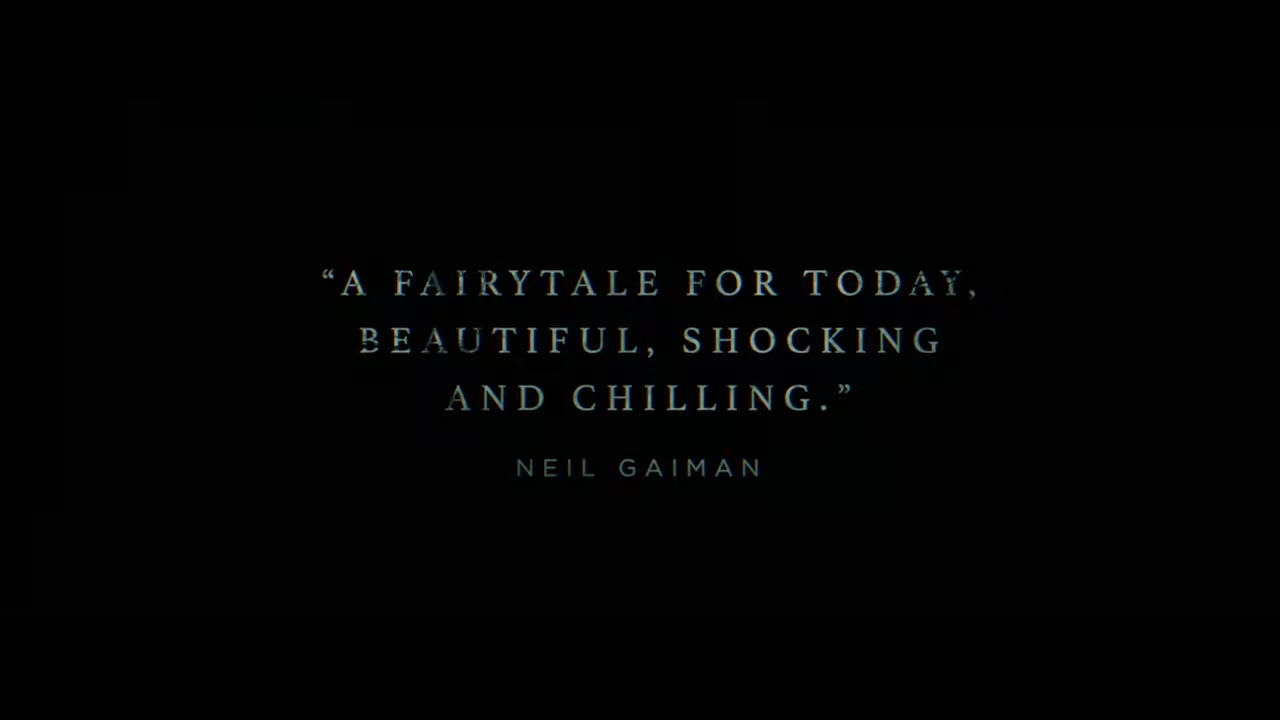 “A FAIRYTALE FOR TODAY,
BEAUTIFUL, SHOCKING
AND CHILLING.”
NEIL GAIMAN